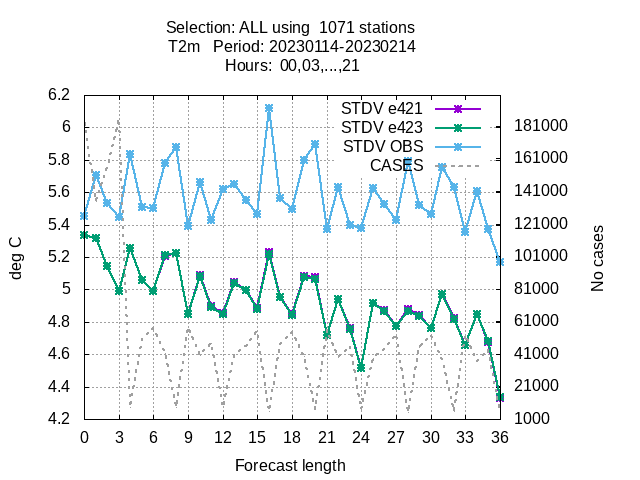 Selection: ALL using  1071 stations
T2m   Period: 20230114-20230214
Hours:  00,03,...,21
STDV e421
STDV e423
STDV OBS
CASES
6.2
6
5.8
5.6
5.4
5.2
5
4.8
4.6
4.4
4.2
deg C
181000
161000
141000
121000
101000
81000
61000
41000
21000
1000
No cases
0 3 6 9 12 15 18 21 24 27 30 33 36
Forecast length